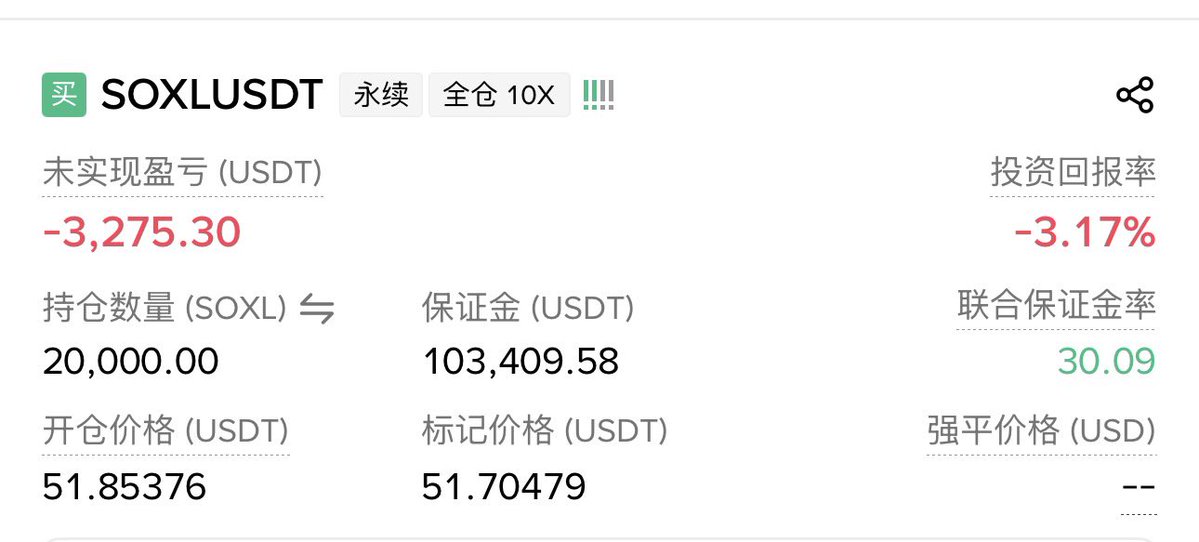 买 SOXLUSDT 永续 全仓 10X
未实现盈亏 (USDT) 投资回报率
-3,275.30 -3.17%
持仓数量 (SOXL) 保证金 (USDT) 联合保证金率
20,000.00 103,409.58 30.09
开仓价格 (USDT) 标记价格 (USDT) 强平价格 (USD)
51.85376 51.70479 --